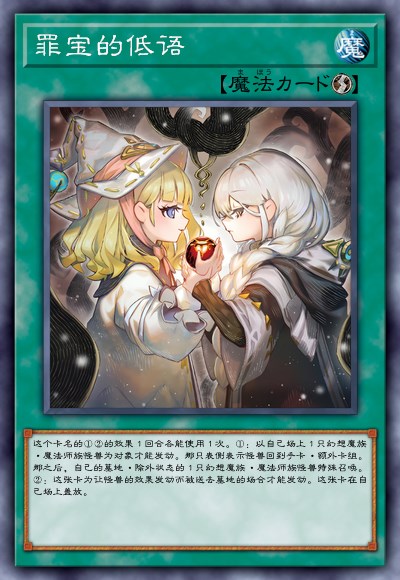 罪宝的低语
魔
【魔法カード】
ま ほう
这个卡名的①②的效果1回合各能使用1次。①：以自己场上1只幻想魔族
·魔法师族怪兽为对象才能发动。那只表侧表示怪兽回到手卡·额外卡组。
那之后，自己的墓地·除外状态的1只幻想魔族·魔法师族怪兽特殊召唤。
②：这张卡为让怪兽的效果发动而被送去墓地的场合才能发动。这张卡在自
己场上盖放。